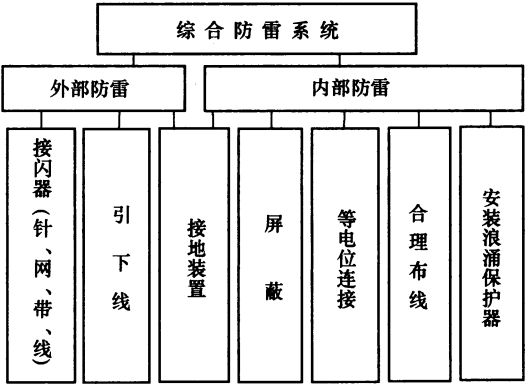 综合防雷系统
外部防雷
内部防雷
接闪器(针、网、带、线)
引下线
接地装置
屏蔽
等电位连接
合理布线
安装浪涌保护器